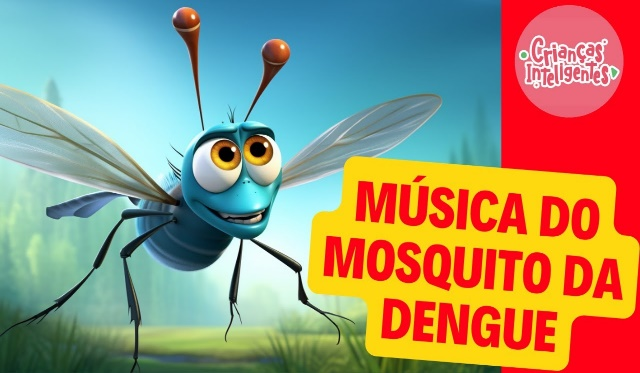 Crianças
Inteligentes
MÚSICA DO
MOSQUITO DA
DENGUE